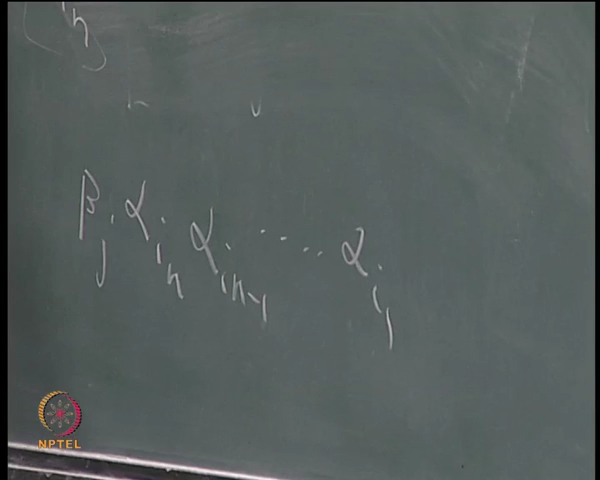 β_j α_{i_n} α_{i_{n-1}} ..... α_{i_1}
NPTEL